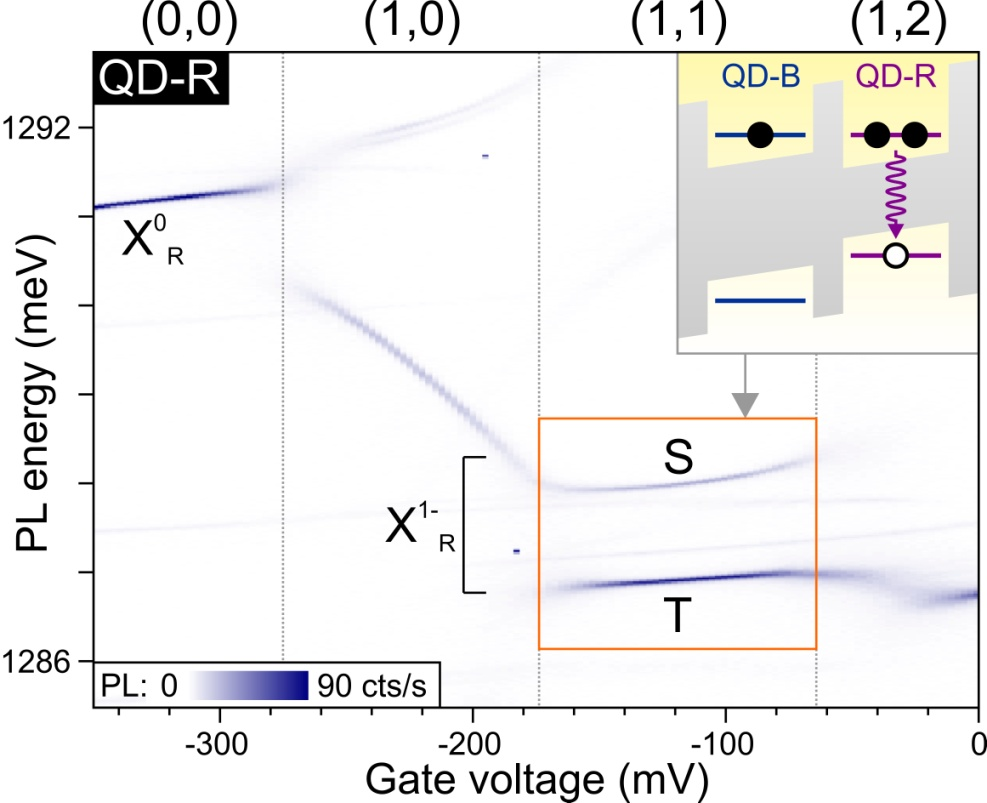 (0,0) (1,0) (1,1) (1,2)
QD-R
QD-B QD-R
1292
X⁰R
PL energy (meV)
S
X¹⁻R
T
1286
PL: 0 90 cts/s
-300 -200 -100 0
Gate voltage (mV)